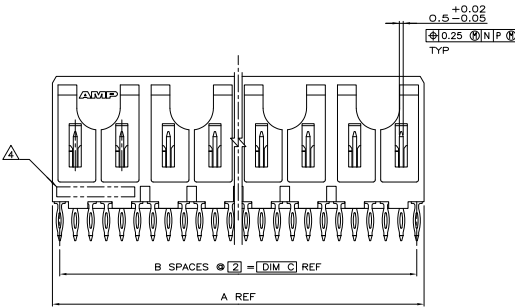 +0.02
0.5-0.05
⌖ 0.25 Ⓜ N P Ⓜ
TYP
AMP
4
B SPACES @ 2 = DIM C REF
A REF